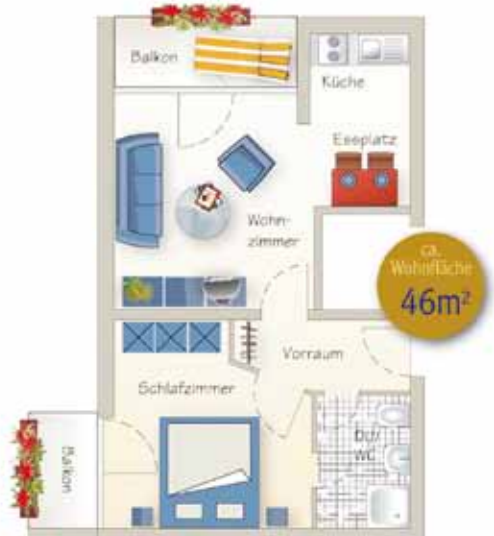 Balkon
Küche
Essplatz
Wohn-
zimmer
ca.
Wohnfläche
46m²
Vorraum
Schlafzimmer
DU/
WC
Balkon